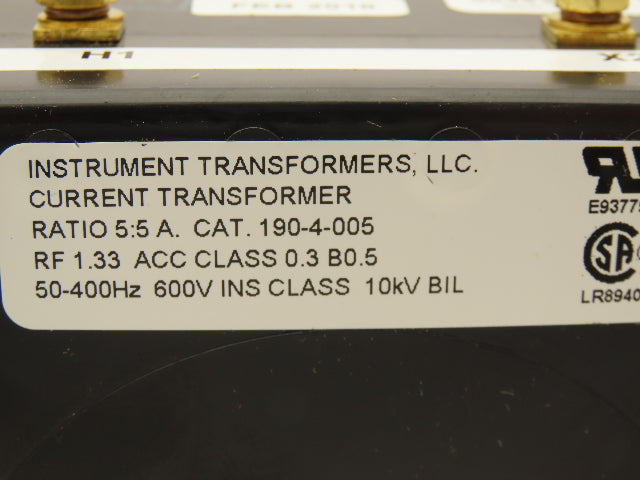 H1
INSTRUMENT TRANSFORMERS, LLC.
CURRENT TRANSFORMER
RATIO 5:5 A. CAT. 190-4-005
RF 1.33 ACC CLASS 0.3 B0.5
50-400Hz 600V INS CLASS 10kV BIL
SA